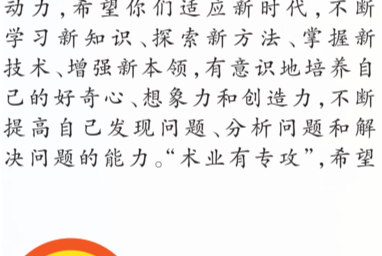 动力,希望你们适应新时代,不断
学习新知识、探索新方法、掌握新
技术、增强新本领,有意识地培养自
己的好奇心、想象力和创造力,不断
提高自己发现问题、分析问题和解
决问题的能力。“术业有专攻”,希望